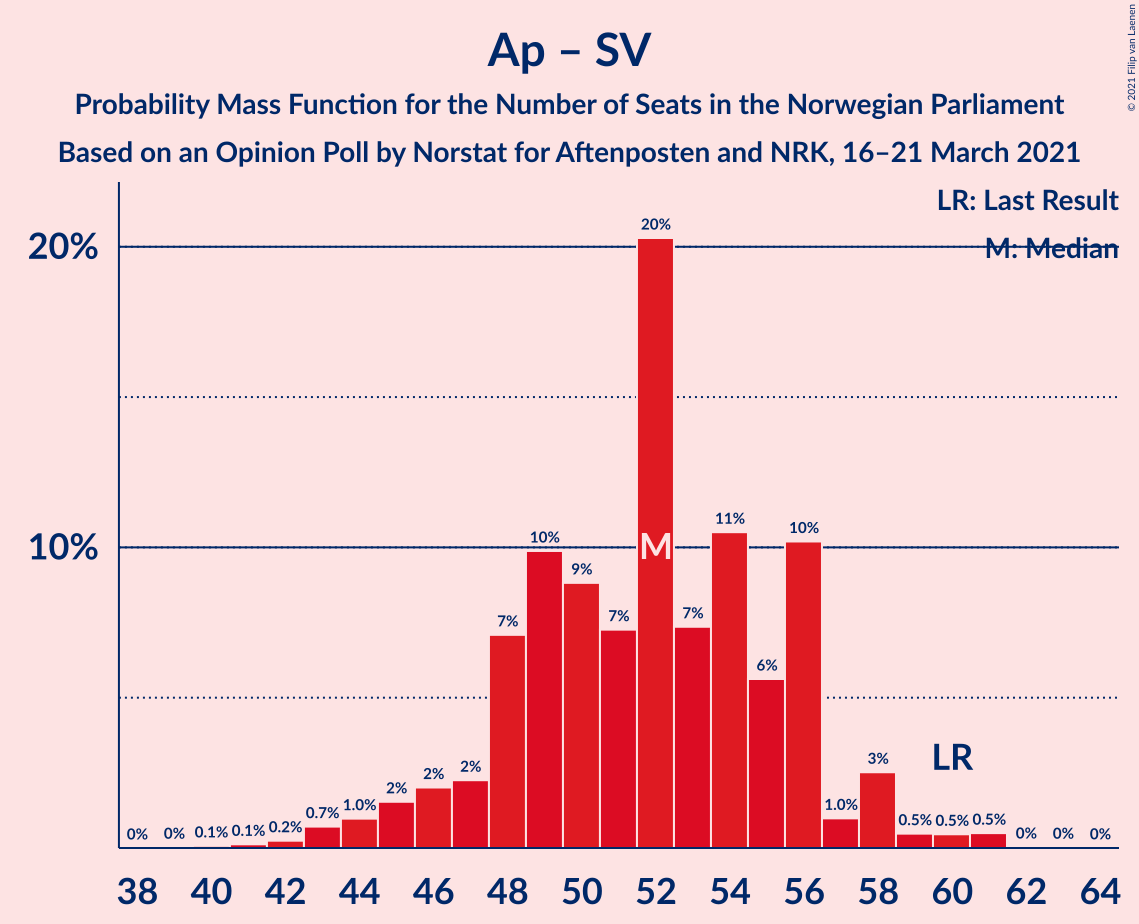 © 2021 Filip van Laenen
Ap – SV
Probability Mass Function for the Number of Seats in the Norwegian Parliament
Based on an Opinion Poll by Norstat for Aftenposten and NRK, 16–21 March 2021
LR: Last Result
M: Median
20%
10%
0% 0% 0.1% 0.1% 0.2% 0.7% 1.0% 2% 2% 2% 7% 10% 9% 7% 20% 7% 11% 6% 10% 1.0% 3% 0.5% 0.5% 0.5% 0% 0% 0%
M
LR
38 40 42 44 46 48 50 52 54 56 58 60 62 64